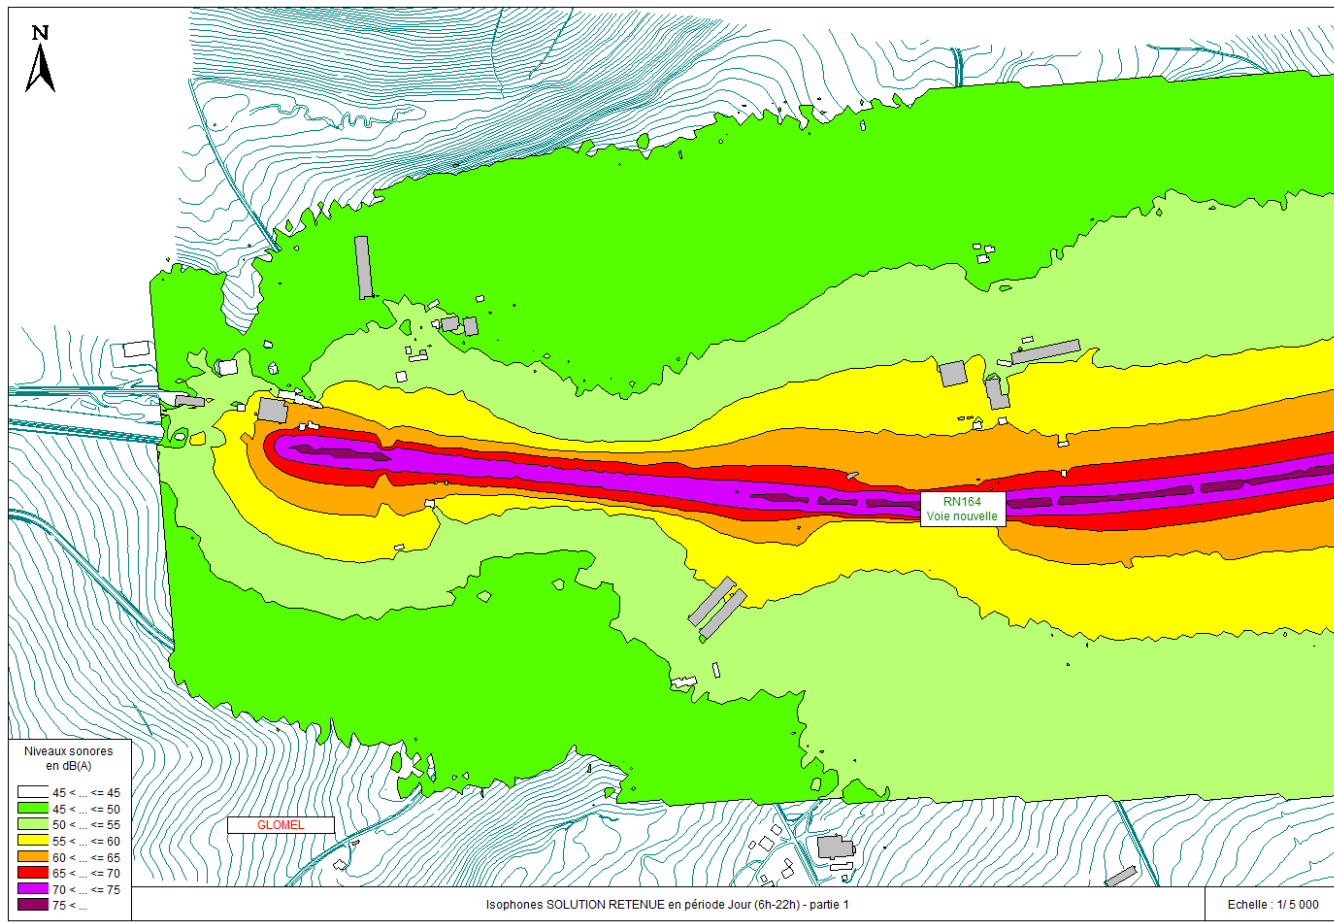 N
RN164
Voie nouvelle
Niveaux sonores
en dB(A)
45 < ... <= 45
45 < ... <= 50
50 < ... <= 55
55 < ... <= 60
60 < ... <= 65
65 < ... <= 70
70 < ... <= 75
75 < ...
GLOMEL
Isophones SOLUTION RETENUE en période Jour (6h-22h) - partie 1
Echelle : 1/ 5 000